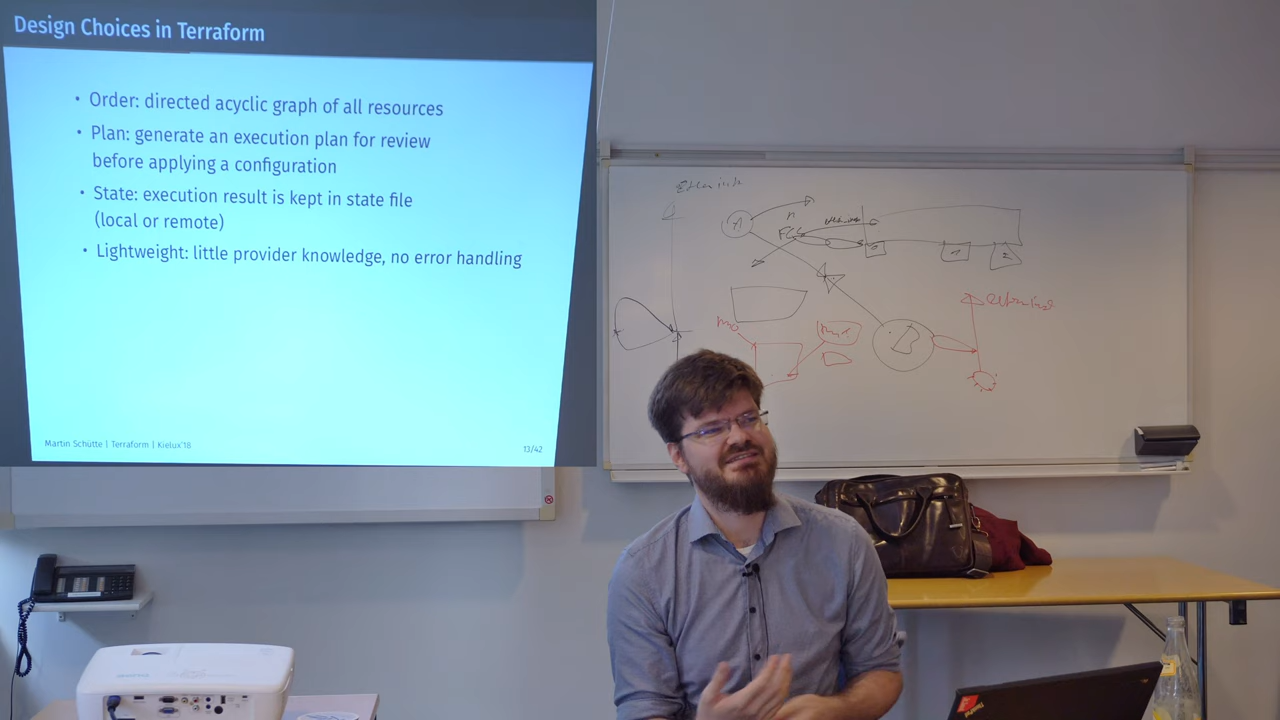 Design Choices in Terraform
• Order: directed acyclic graph of all resources
• Plan: generate an execution plan for review
before applying a configuration
• State: execution result is kept in state file
(local or remote)
• Lightweight: little provider knowledge, no error handling
Martin Schütte | Terraform | Kielux'18
13/42
B